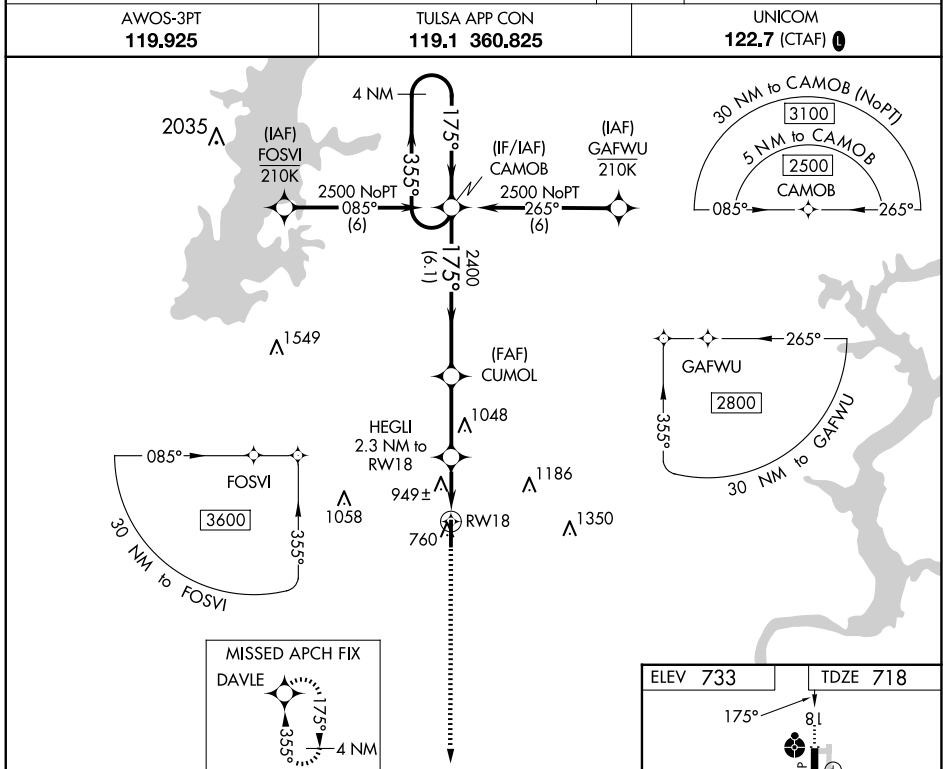 AWOS-3PT
119.925
TULSA APP CON
119.1 360.825
UNICOM
122.7 (CTAF) L
4 NM
175°
355°
2035
(IAF)
FOSVI
210K
2500 NoPT
085°
(6)
(IF/IAF)
CAMOB
(IAF)
GAFWU
210K
2500 NoPT
265°
(6)
30 NM to CAMOB (NoPT)
3100
5 NM to CAMOB
2500
CAMOB
085°
265°
2400
175°
(6.1)
1549
(FAF)
CUMOL
1048
HEGLI
2.3 NM to
RW18
949±
1186
1058
760
RW18
1350
265°
GAFWU
2800
355°
30 NM to GAFWU
085°
FOSVI
3600
355°
30 NM to FOSVI
MISSED APCH FIX
DAVLE
175°
355°
4 NM
ELEV 733
TDZE 718
175°
18
P